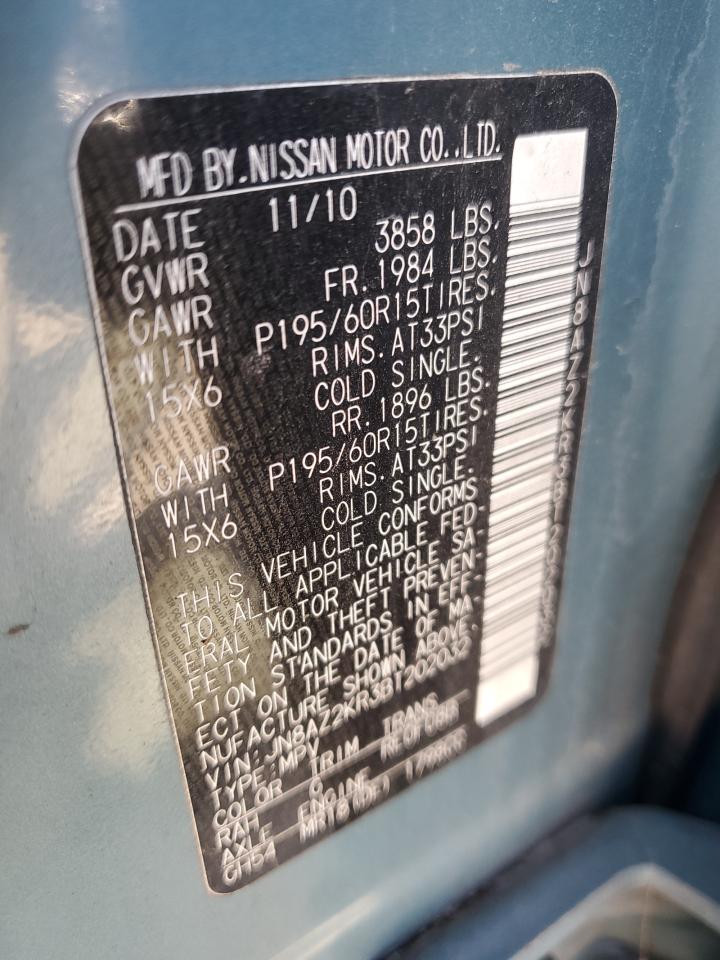 MFD BY. NISSAN MOTOR CO., LTD.
DATE 11/10
GVWR 3858 LBS.
GAWR FR. 1984 LBS.
WITH P195/60R15TIRES.
15X6 RIMS. AT33PSI
COLD SINGLE.
GAWR RR. 1896 LBS.
WITH P195/60R15TIRES.
15X6 RIMS. AT33PSI
COLD SINGLE.
THIS VEHICLE CONFORMS
TO ALL APPLICABLE FED-
ERAL MOTOR VEHICLE SA-
FETY AND THEFT PREVEN-
TION STANDARDS IN EFF-
ECT ON THE DATE OF MA-
NUFACTURE SHOWN ABOVE.
VIN:JN8AZ2KR3BT202032
TYPE:MPV
COLOR TRIM TRANS
RAH G
AXLE ENGINE
MR18(DE)
JN8AZ2KR3BT202032